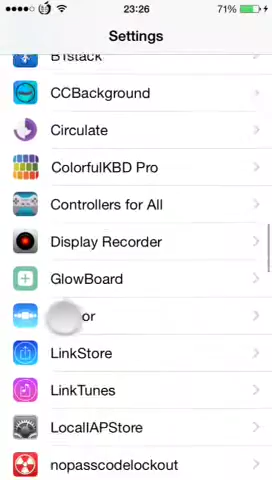 23:26
71%
Settings
BTstack
CCBackground
Circulate
ColorfulKBD Pro
Controllers for All
Display Recorder
GlowBoard
or
LinkStore
LinkTunes
LocalIAPStore
nopasscodelockout